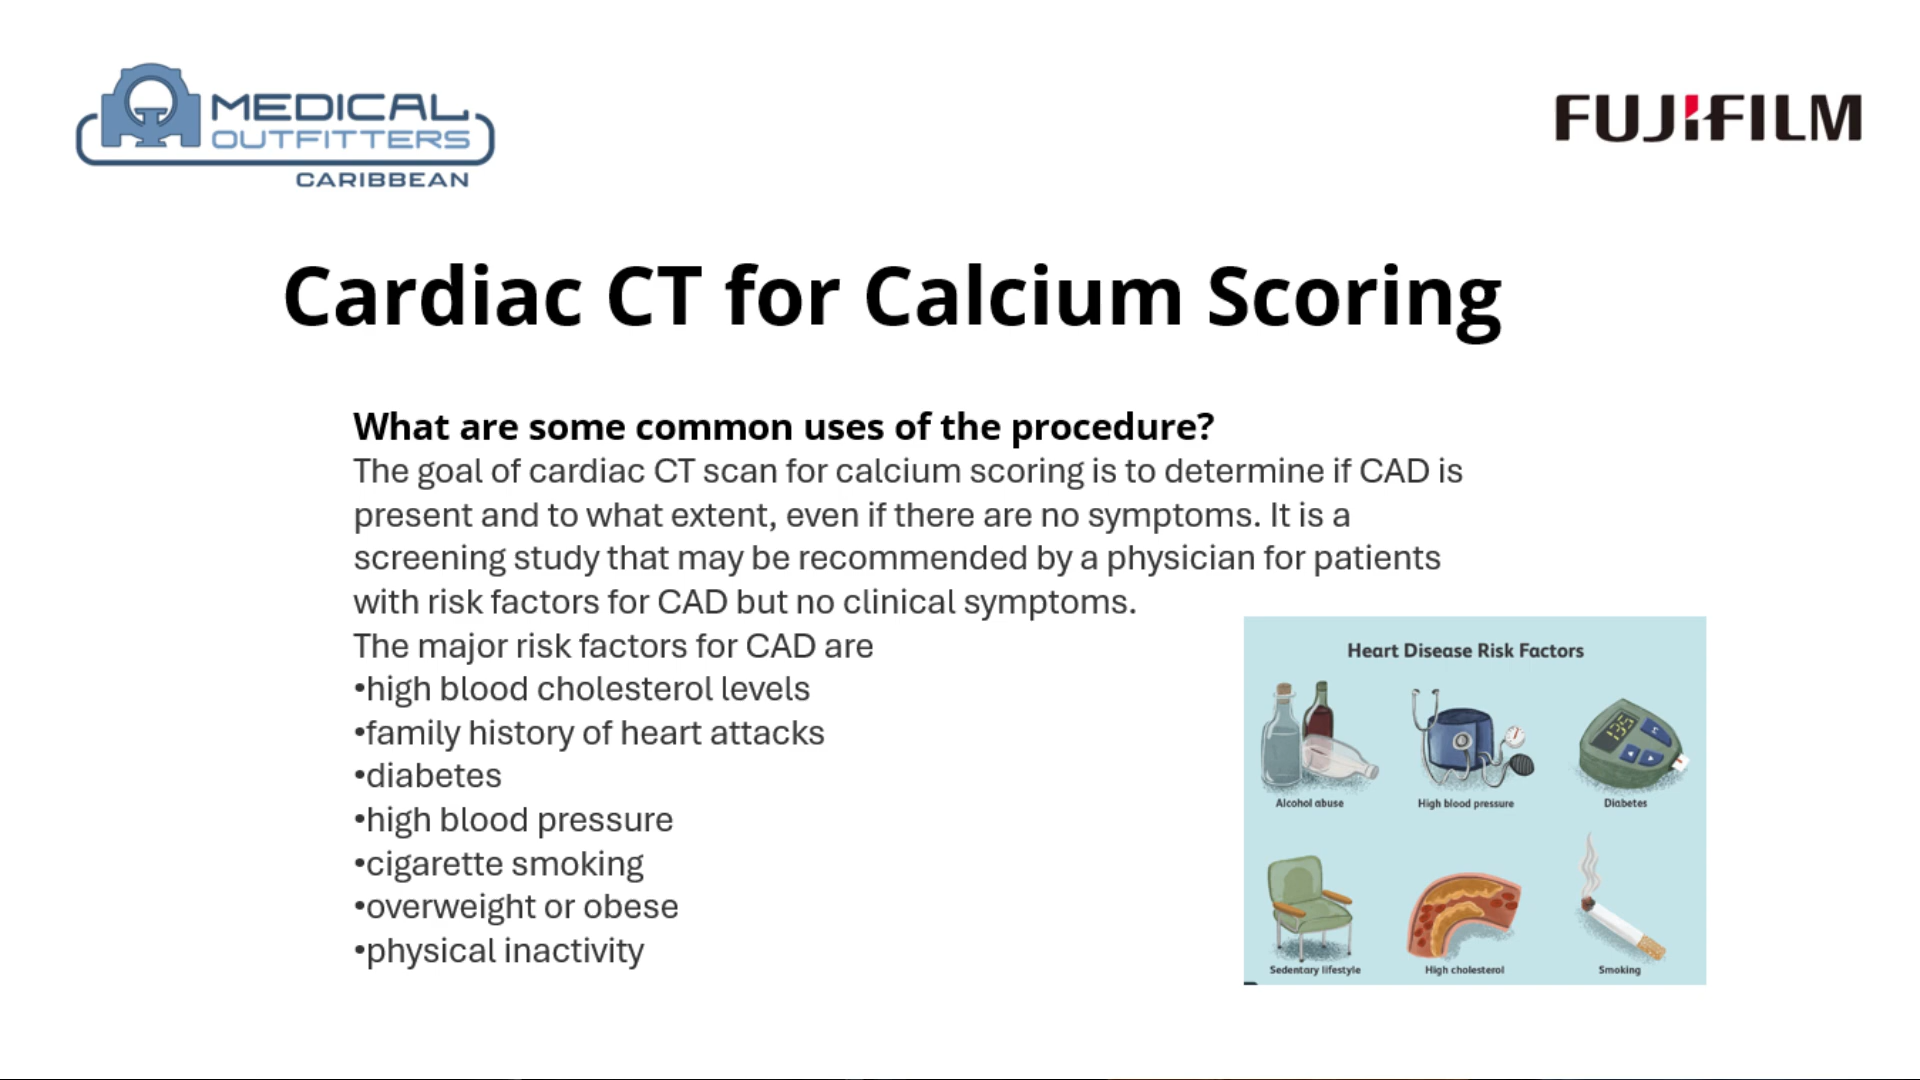 MEDICAL
OUTFITTERS
CARIBBEAN
FUJIFILM
Cardiac CT for Calcium Scoring
What are some common uses of the procedure?
The goal of cardiac CT scan for calcium scoring is to determine if CAD is
present and to what extent, even if there are no symptoms. It is a
screening study that may be recommended by a physician for patients
with risk factors for CAD but no clinical symptoms.
The major risk factors for CAD are
•high blood cholesterol levels
•family history of heart attacks
•diabetes
•high blood pressure
•cigarette smoking
•overweight or obese
•physical inactivity
Heart Disease Risk Factors
135
Alcohol abuse
High blood pressure
Diabetes
Sedentary lifestyle
High cholesterol
Smoking